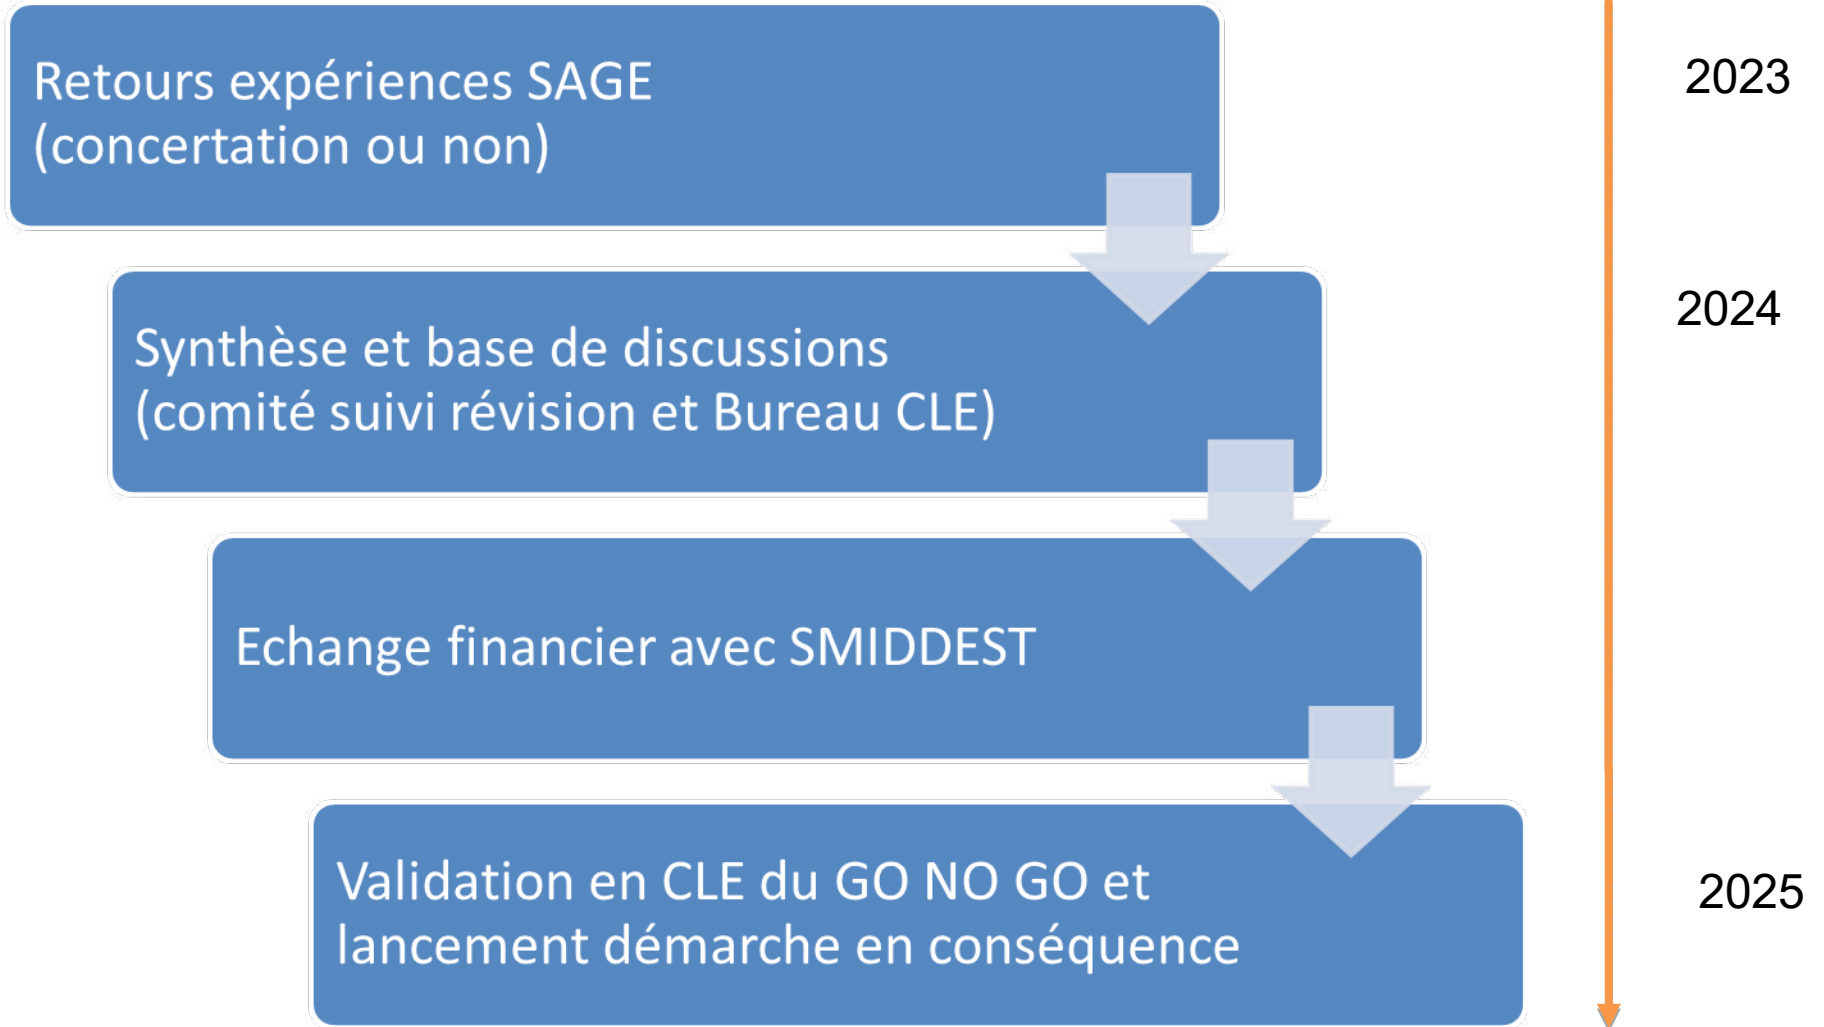 Retours expériences SAGE
(concertation ou non)
2023
Synthèse et base de discussions
(comité suivi révision et Bureau CLE)
2024
Echange financier avec SMIDDEST
Validation en CLE du GO NO GO et
lancement démarche en conséquence
2025